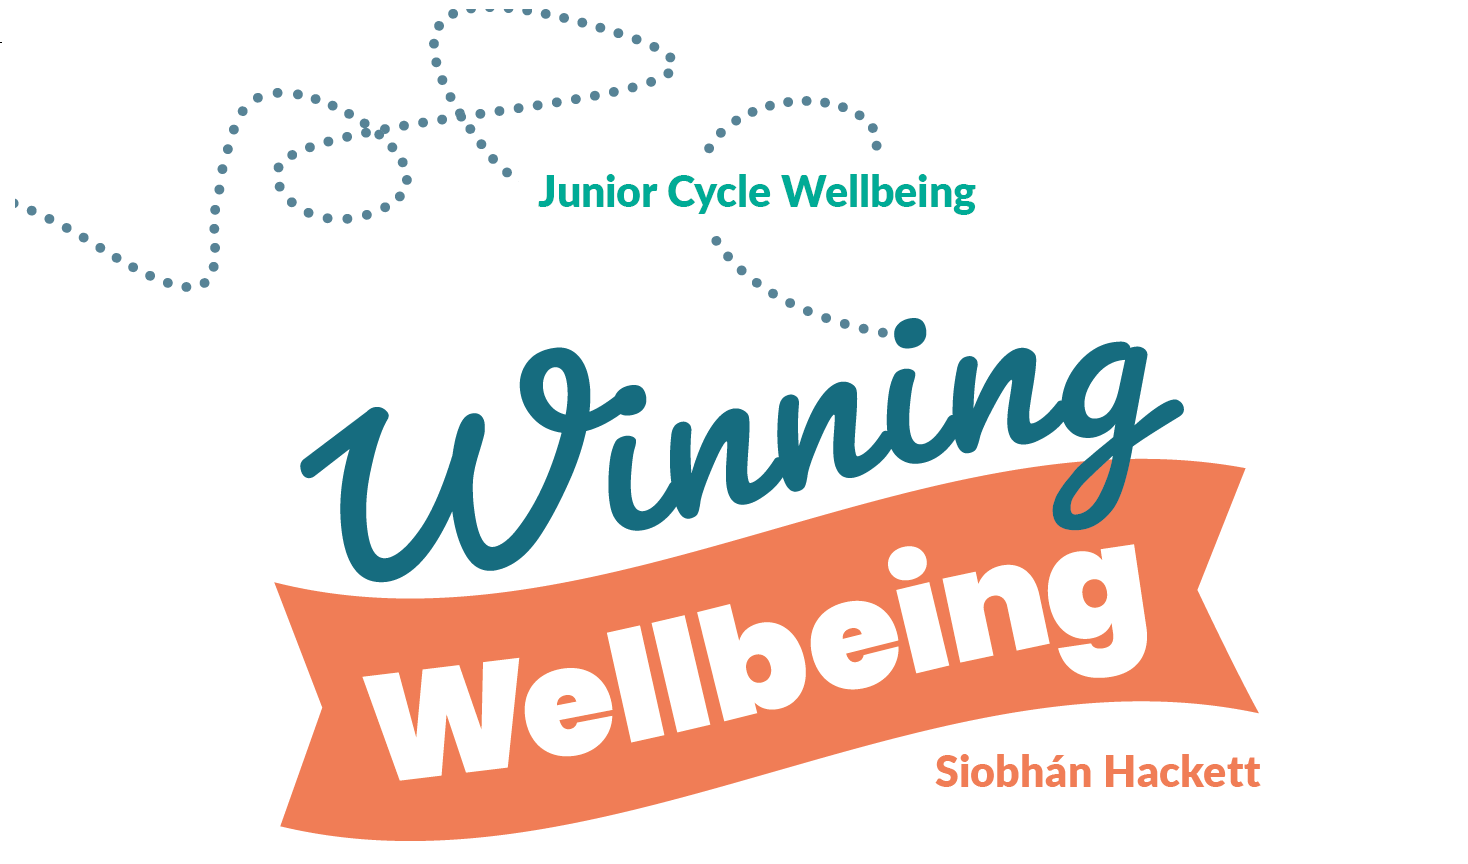 Junior Cycle Wellbeing
Winning
Wellbeing
Siobhán Hackett